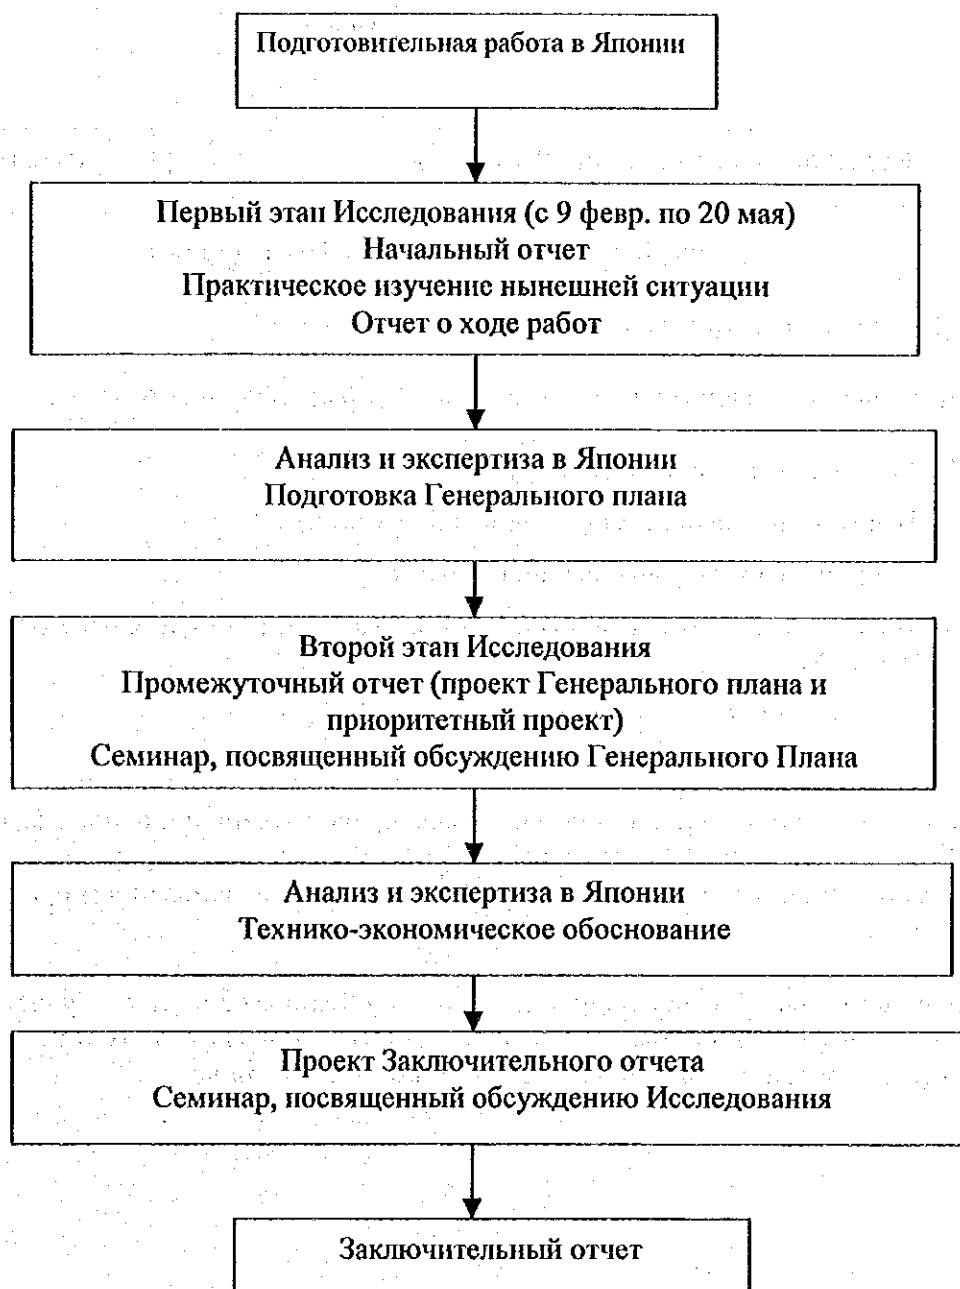 Подготовительная работа в Японии
Первый этап Исследования (с 9 февр. по 20 мая)
Начальный отчет
Практическое изучение нынешней ситуации
Отчет о ходе работ
Анализ и экспертиза в Японии
Подготовка Генерального плана
Второй этап Исследования
Промежуточный отчет (проект Генерального плана и
приоритетный проект)
Семинар, посвященный обсуждению Генерального Плана
Анализ и экспертиза в Японии
Технико-экономическое обоснование
Проект Заключительного отчета
Семинар, посвященный обсуждению Исследования
Заключительный отчет